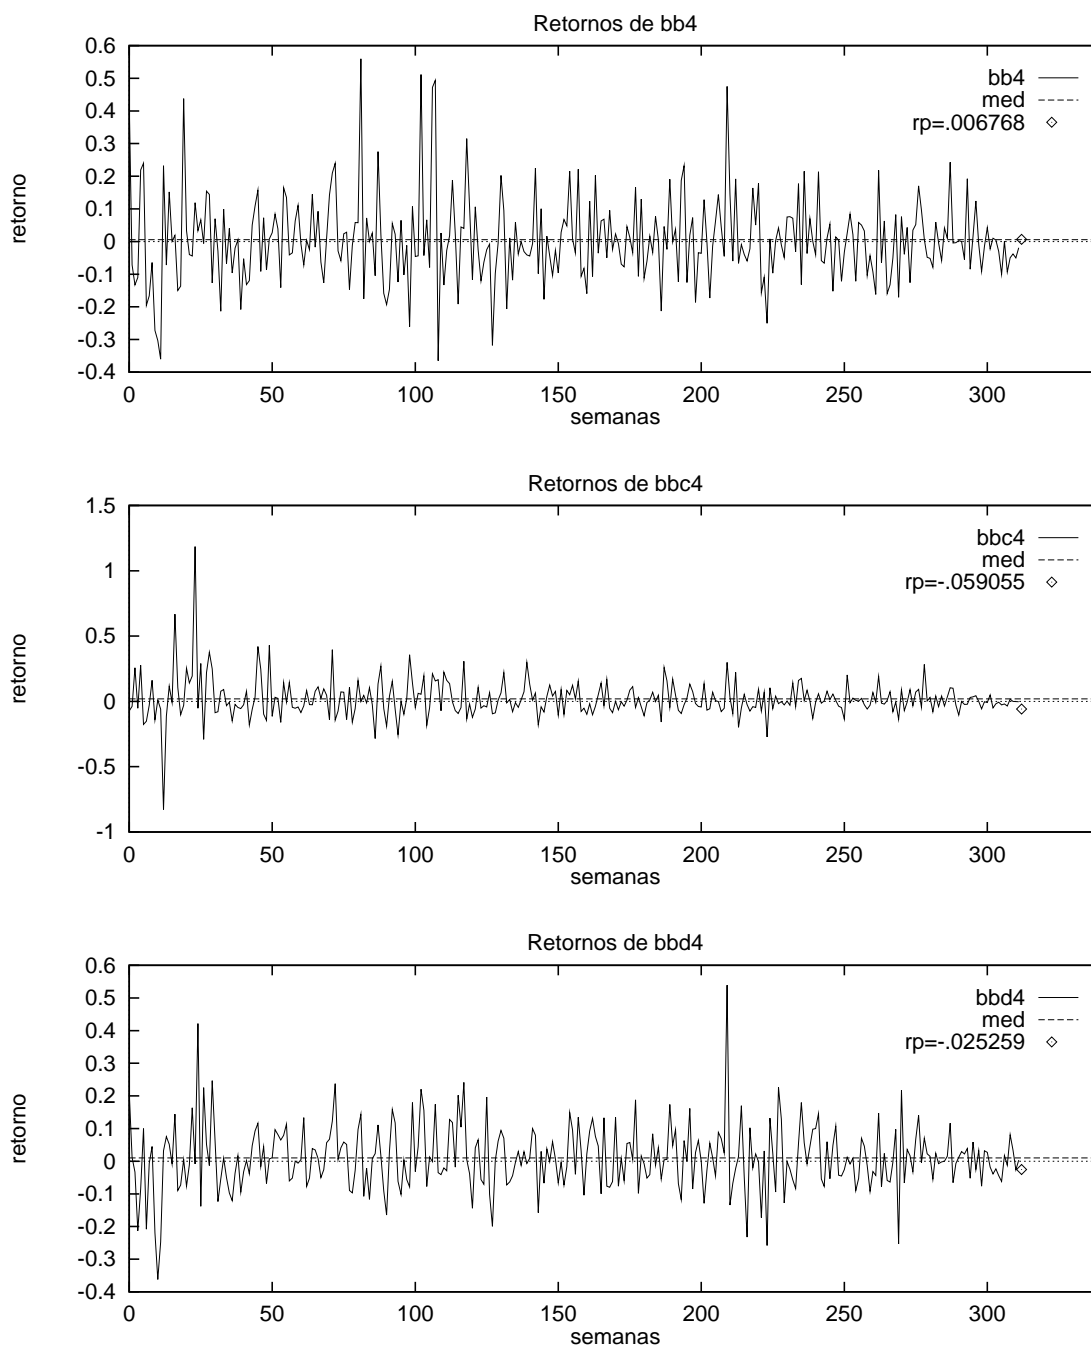 Retornos de bb4
0.6
0.5
0.4
0.3
0.2
0.1
0
-0.1
-0.2
-0.3
-0.4
retorno
bb4
med
rp=.006768
0 50 100 150 200 250 300
semanas
Retornos de bbc4
1.5
1
0.5
0
-0.5
-1
retorno
bbc4
med
rp=-.059055
0 50 100 150 200 250 300
semanas
Retornos de bbd4
0.6
0.5
0.4
0.3
0.2
0.1
0
-0.1
-0.2
-0.3
-0.4
retorno
bbd4
med
rp=-.025259
0 50 100 150 200 250 300
semanas